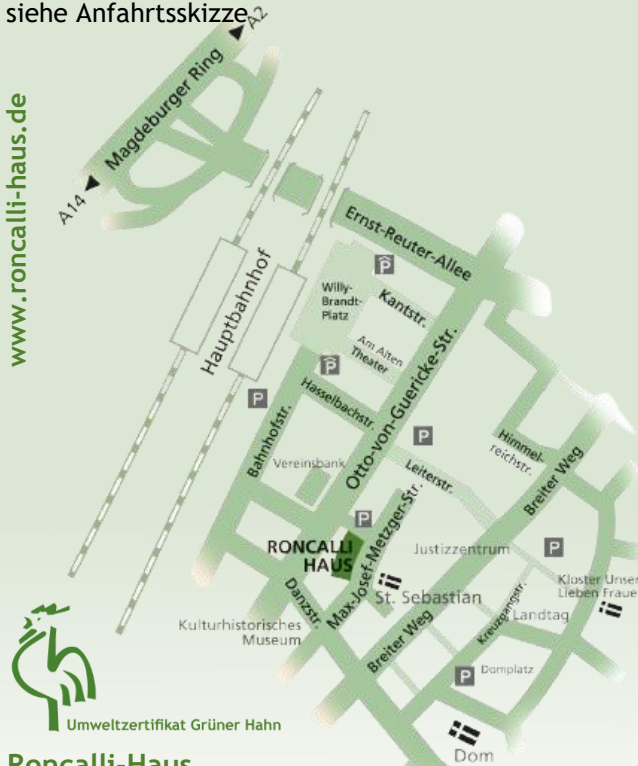 siehe Anfahrtsskizze
A2
Magdeburger Ring
A14
www.roncalli-haus.de
Ernst-Reuter-Allee
Hauptbahnhof
P
Willy-
Brandt-
Platz
Kantstr.
Am Alten
Theater
P
Hasselbachstr.
Otto-von-Guericke-Str.
P
Bahnhofstr.
P
Himmel-
reichstr.
Breiter Weg
Vereinsbank
Leiterstr.
P
RONCALLI
HAUS
Max-Josef-Metzger-Str.
Justizzentrum
P
Danzstr.
St. Sebastian
Kloster Unser
Lieben Fraue
Kreuzgangstr.
Landtag
Kulturhistorisches
Museum
Breiter Weg
P
Domplatz
Umweltzertifikat Grüner Hahn
Dom
Roncalli-Haus